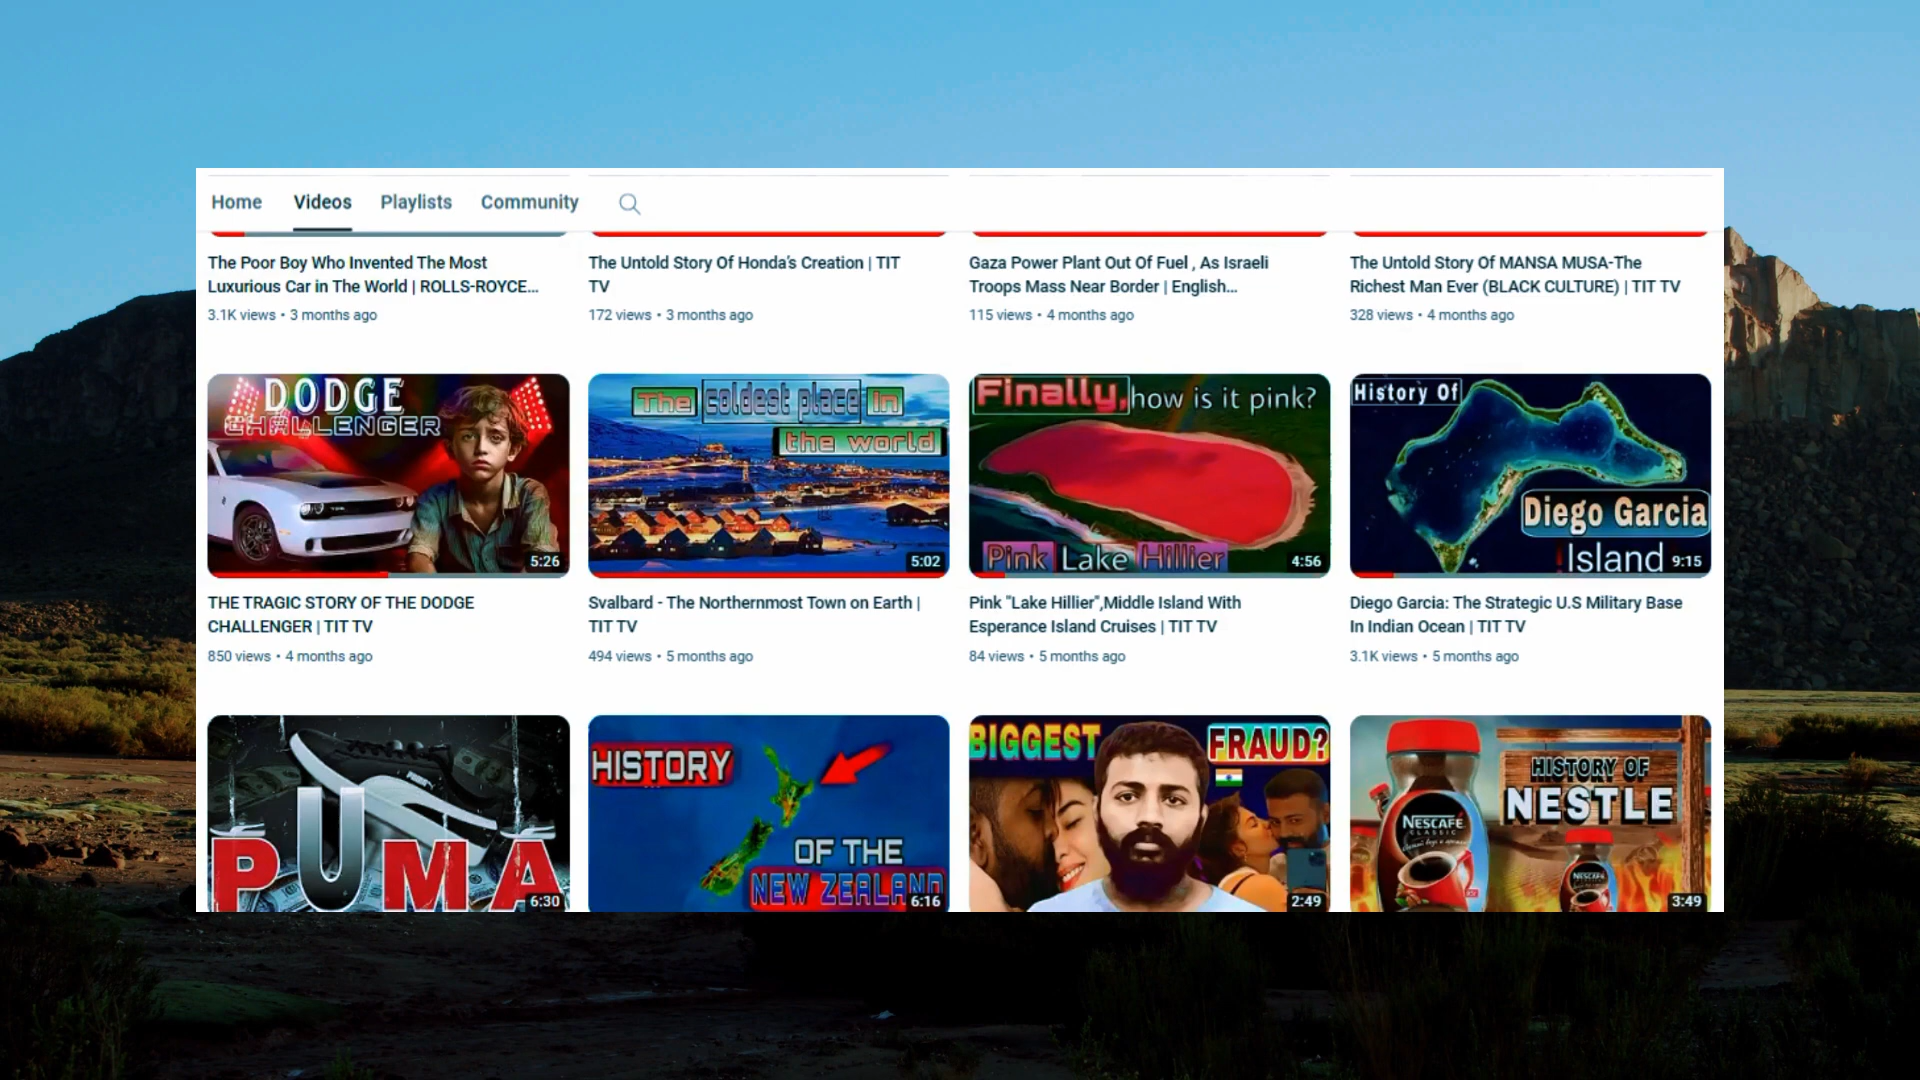 Home Videos Playlists Community
The Poor Boy Who Invented The Most
Luxurious Car in The World | ROLLS-ROYCE...
3.1K views • 3 months ago
The Untold Story Of Honda's Creation | TIT
TV
172 views • 3 months ago
Gaza Power Plant Out Of Fuel , As Israeli
Troops Mass Near Border | English...
115 views • 4 months ago
The Untold Story Of MANSA MUSA-The
Richest Man Ever (BLACK CULTURE) | TIT TV
328 views • 4 months ago
DODGE
CHALLENGER
5:26
THE TRAGIC STORY OF THE DODGE
CHALLENGER | TIT TV
850 views • 4 months ago
The coldest place in
the world
5:02
Svalbard - The Northernmost Town on Earth |
TIT TV
494 views • 5 months ago
Finally, how is it pink?
Pink Lake Hillier
4:56
Pink "Lake Hillier",Middle Island With
Esperance Island Cruises | TIT TV
84 views • 5 months ago
History Of
Diego Garcia
Island
9:15
Diego Garcia: The Strategic U.S Military Base
In Indian Ocean | TIT TV
3.1K views • 5 months ago
PUMA
6:30
HISTORY
OF THE
NEW ZEALAND
6:16
BIGGEST FRAUD?
2:49
HISTORY OF
NESTLE
NESCAFE
CLASSIC
NESCAFE
3:49